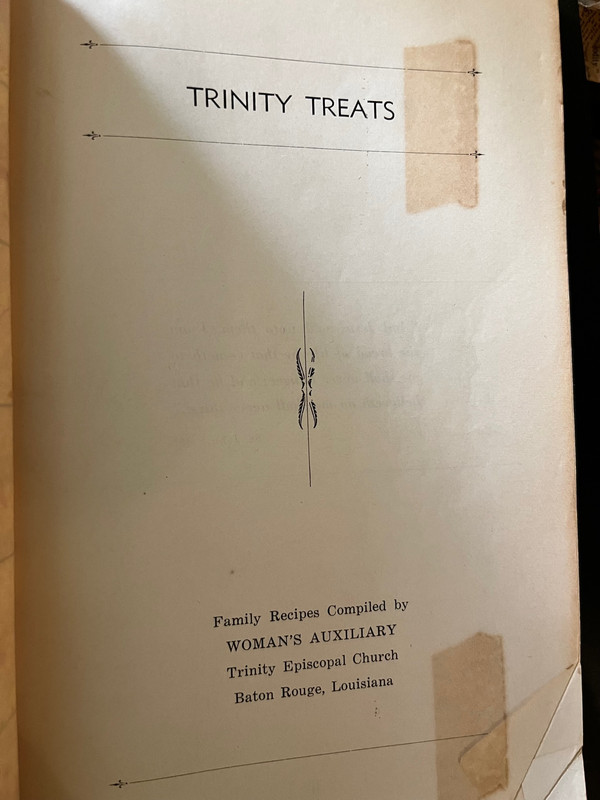 TRINITY TREATS
Family Recipes Compiled by
WOMAN'S AUXILIARY
Trinity Episcopal Church
Baton Rouge, Louisiana